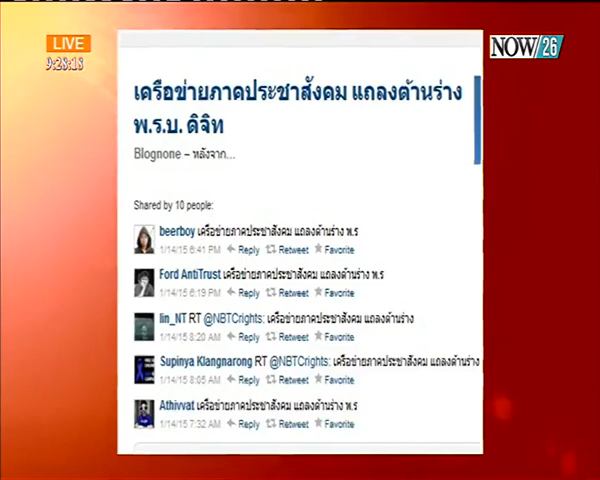 LIVE
9:28:18
NOW 26
เครือข่ายภาคประชาสังคม แถลงต้านร่าง
พ.ร.บ. ดิจิท
Blognone – หลังจาก...
Shared by 10 people:
beerboy เครือข่ายภาคประชาสังคม แถลงต้านร่าง พ.ร
1/14/15 6:41 PM Reply Retweet Favorite
Ford AntiTrust เครือข่ายภาคประชาสังคม แถลงต้านร่าง พ.ร
1/14/15 6:19 PM Reply Retweet Favorite
lin_NT RT @NBTCrights: เครือข่ายภาคประชาสังคม แถลงต้านร่าง
1/14/15 8:20 AM Reply Retweet Favorite
Supinya Klangnarong RT @NBTCrights: เครือข่ายภาคประชาสังคม แถลงต้านร่าง
1/14/15 8:05 AM Reply Retweet Favorite
Athivvat เครือข่ายภาคประชาสังคม แถลงต้านร่าง พ.ร
1/14/15 7:32 AM Reply Retweet Favorite